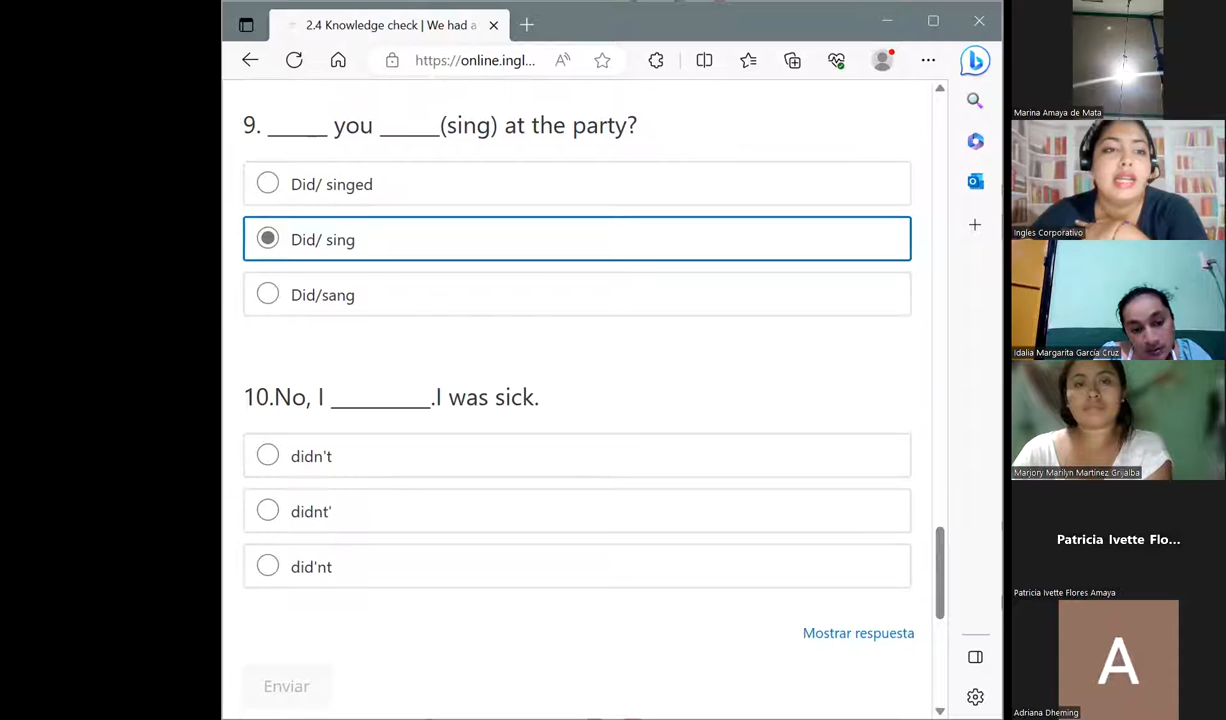 2.4 Knowledge check | We had a
https://online.ingl...
9. ______ you ______(sing) at the party?
Did/ singed
Did/ sing
Did/sang
10.No, I __________.I was sick.
didn't
didnt'
did'nt
Mostrar respuesta
Enviar
Marina Amaya de Mata
Ingles Corporativo
Idalia Margarita García Cruz
Marjory Marilyn Martinez Grijalba
Patricia Ivette Flo...
Patricia Ivette Flores Amaya
A
Adriana Dheming